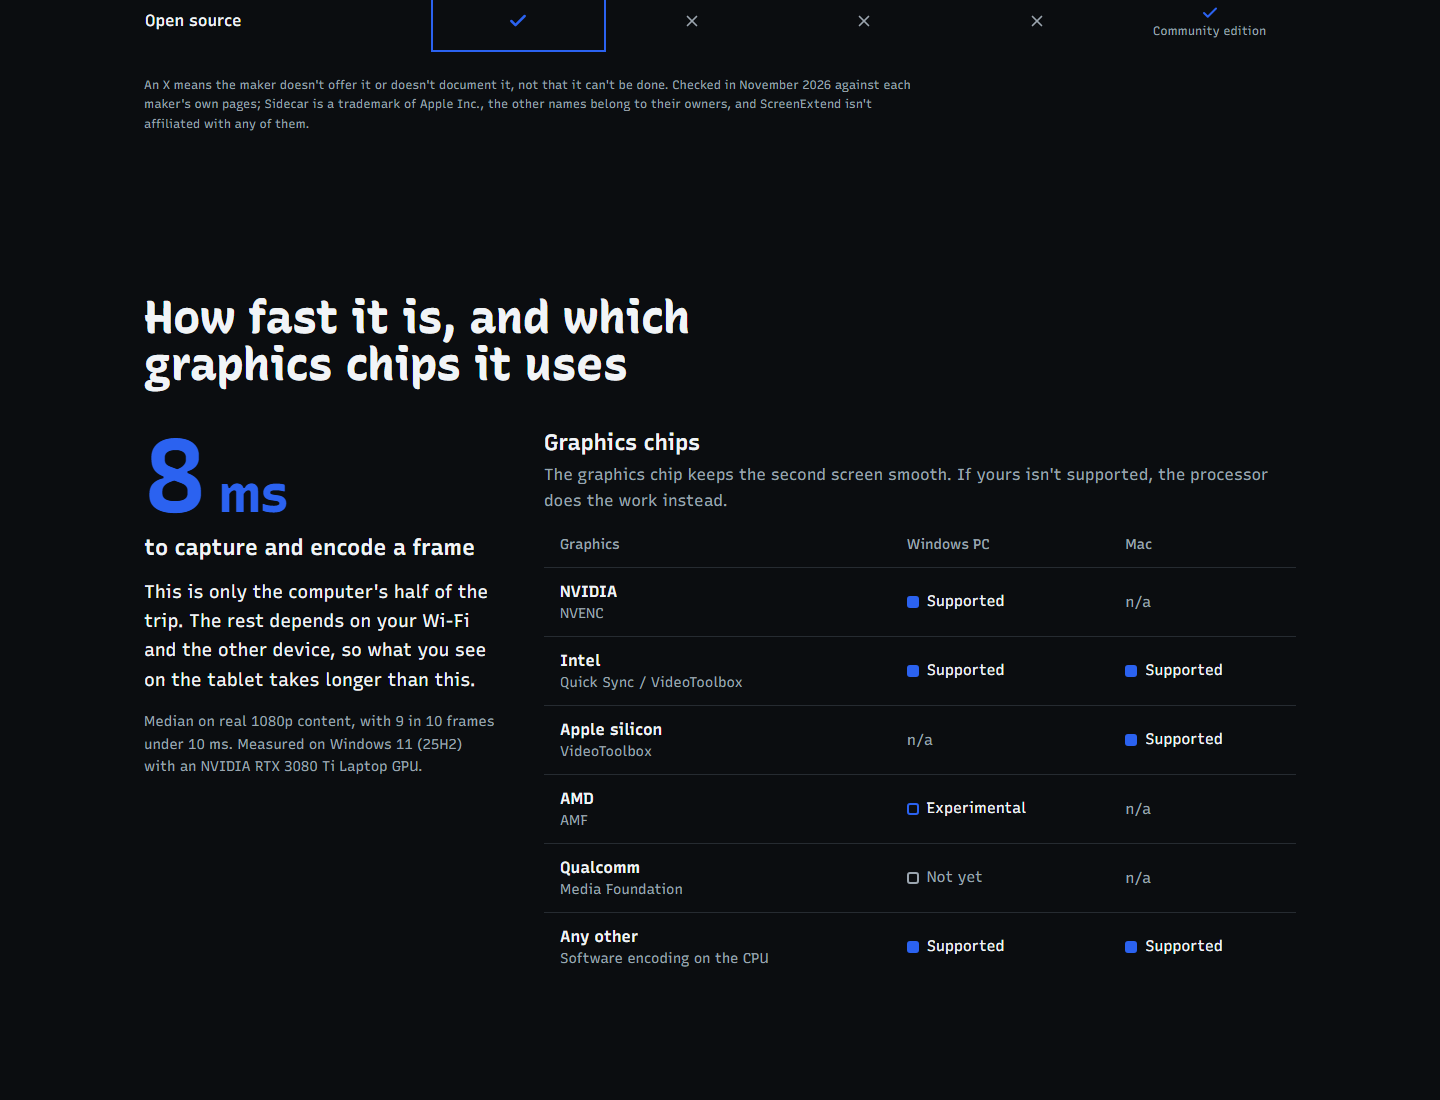 Open source
Community edition
An X means the maker doesn't offer it or doesn't document it, not that it can't be done. Checked in November 2026 against each
maker's own pages; Sidecar is a trademark of Apple Inc., the other names belong to their owners, and ScreenExtend isn't
affiliated with any of them.
How fast it is, and which
graphics chips it uses
8 ms
to capture and encode a frame
This is only the computer's half of the
trip. The rest depends on your Wi-Fi
and the other device, so what you see
on the tablet takes longer than this.
Median on real 1080p content, with 9 in 10 frames
under 10 ms. Measured on Windows 11 (25H2)
with an NVIDIA RTX 3080 Ti Laptop GPU.
Graphics chips
The graphics chip keeps the second screen smooth. If yours isn't supported, the processor
does the work instead.
Graphics Windows PC Mac
NVIDIA
NVENC
Supported n/a
Intel
Quick Sync / VideoToolbox
Supported Supported
Apple silicon
VideoToolbox
n/a Supported
AMD
AMF
Experimental n/a
Qualcomm
Media Foundation
Not yet n/a
Any other
Software encoding on the CPU
Supported Supported